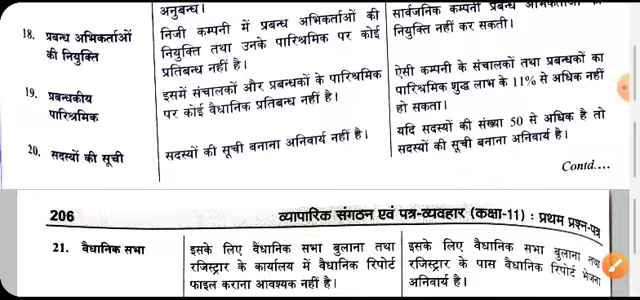 अनुबन्ध।
18. प्रबन्ध अभिकर्ताओं की नियुक्ति
निजी कम्पनी में प्रबन्ध अभिकर्ताओं की
नियुक्ति तथा उनके पारिश्रमिक पर कोई
प्रतिबन्ध नहीं है।
सार्वजनिक कम्पनी प्रबन्ध
नियुक्ति नहीं कर सकती।
19. प्रबन्धकीय
पारिश्रमिक
इसमें संचालकों और प्रबन्धकों के पारिश्रमिक
पर कोई वैधानिक प्रतिबन्ध नहीं है।
ऐसी कम्पनी के संचालकों तथा प्रबन्धकों का
पारिश्रमिक शुद्ध लाभ के 11% से अधिक नहीं
हो सकता।
20. सदस्यों की सूची
सदस्यों की सूची बनाना अनिवार्य नहीं है।
यदि सदस्यों की संख्या 50 से अधिक है तो
सदस्यों की सूची बनाना अनिवार्य है।
Contd....
206
व्यापारिक संगठन एवं पत्र-व्यवहार (कक्षा-11) : प्रथम प्रश्न-पत्र
21. वैधानिक सभा
इसके लिए वैधानिक सभा बुलाना तथा
रजिस्ट्रार के कार्यालय में वैधानिक रिपोर्ट
फाइल कराना आवश्यक नहीं है।
इसके लिए वैधानिक सभा बुलाना तथा
रजिस्ट्रार के पास वैधानिक रिपोर्ट भेजना
अनिवार्य है।